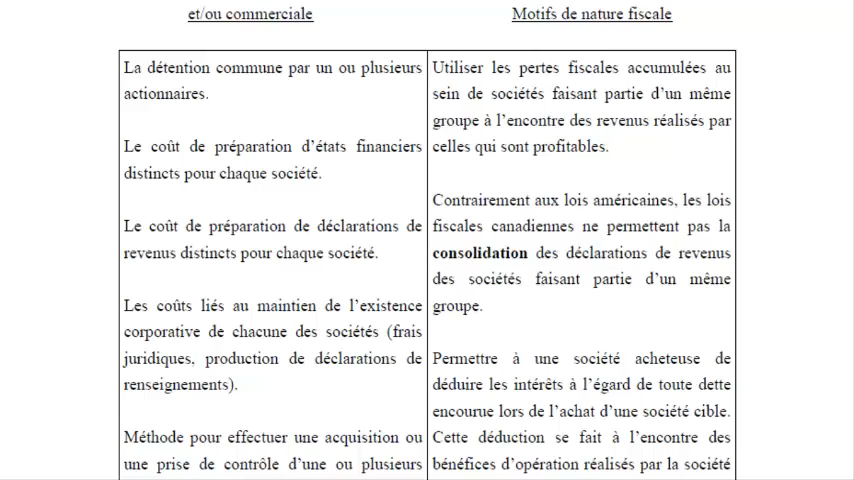 et/ou commerciale
Motifs de nature fiscale
La détention commune par un ou plusieurs
actionnaires.
Le coût de préparation d’états financiers
distincts pour chaque société.
Le coût de préparation de déclarations de
revenus distincts pour chaque société.
Les coûts liés au maintien de l’existence
corporative de chacune des sociétés (frais
juridiques, production de déclarations de
renseignements).
Méthode pour effectuer une acquisition ou
une prise de contrôle d’une ou plusieurs
Utiliser les pertes fiscales accumulées au
sein de sociétés faisant partie d’un même
groupe à l’encontre des revenus réalisés par
celles qui sont profitables.
Contrairement aux lois américaines, les lois
fiscales canadiennes ne permettent pas la
consolidation des déclarations de revenus
des sociétés faisant partie d’un même
groupe.
Permettre à une société acheteuse de
déduire les intérêts à l’égard de toute dette
encourue lors de l’achat d’une société cible.
Cette déduction se fait à l’encontre des
bénéfices d’opération réalisés par la société